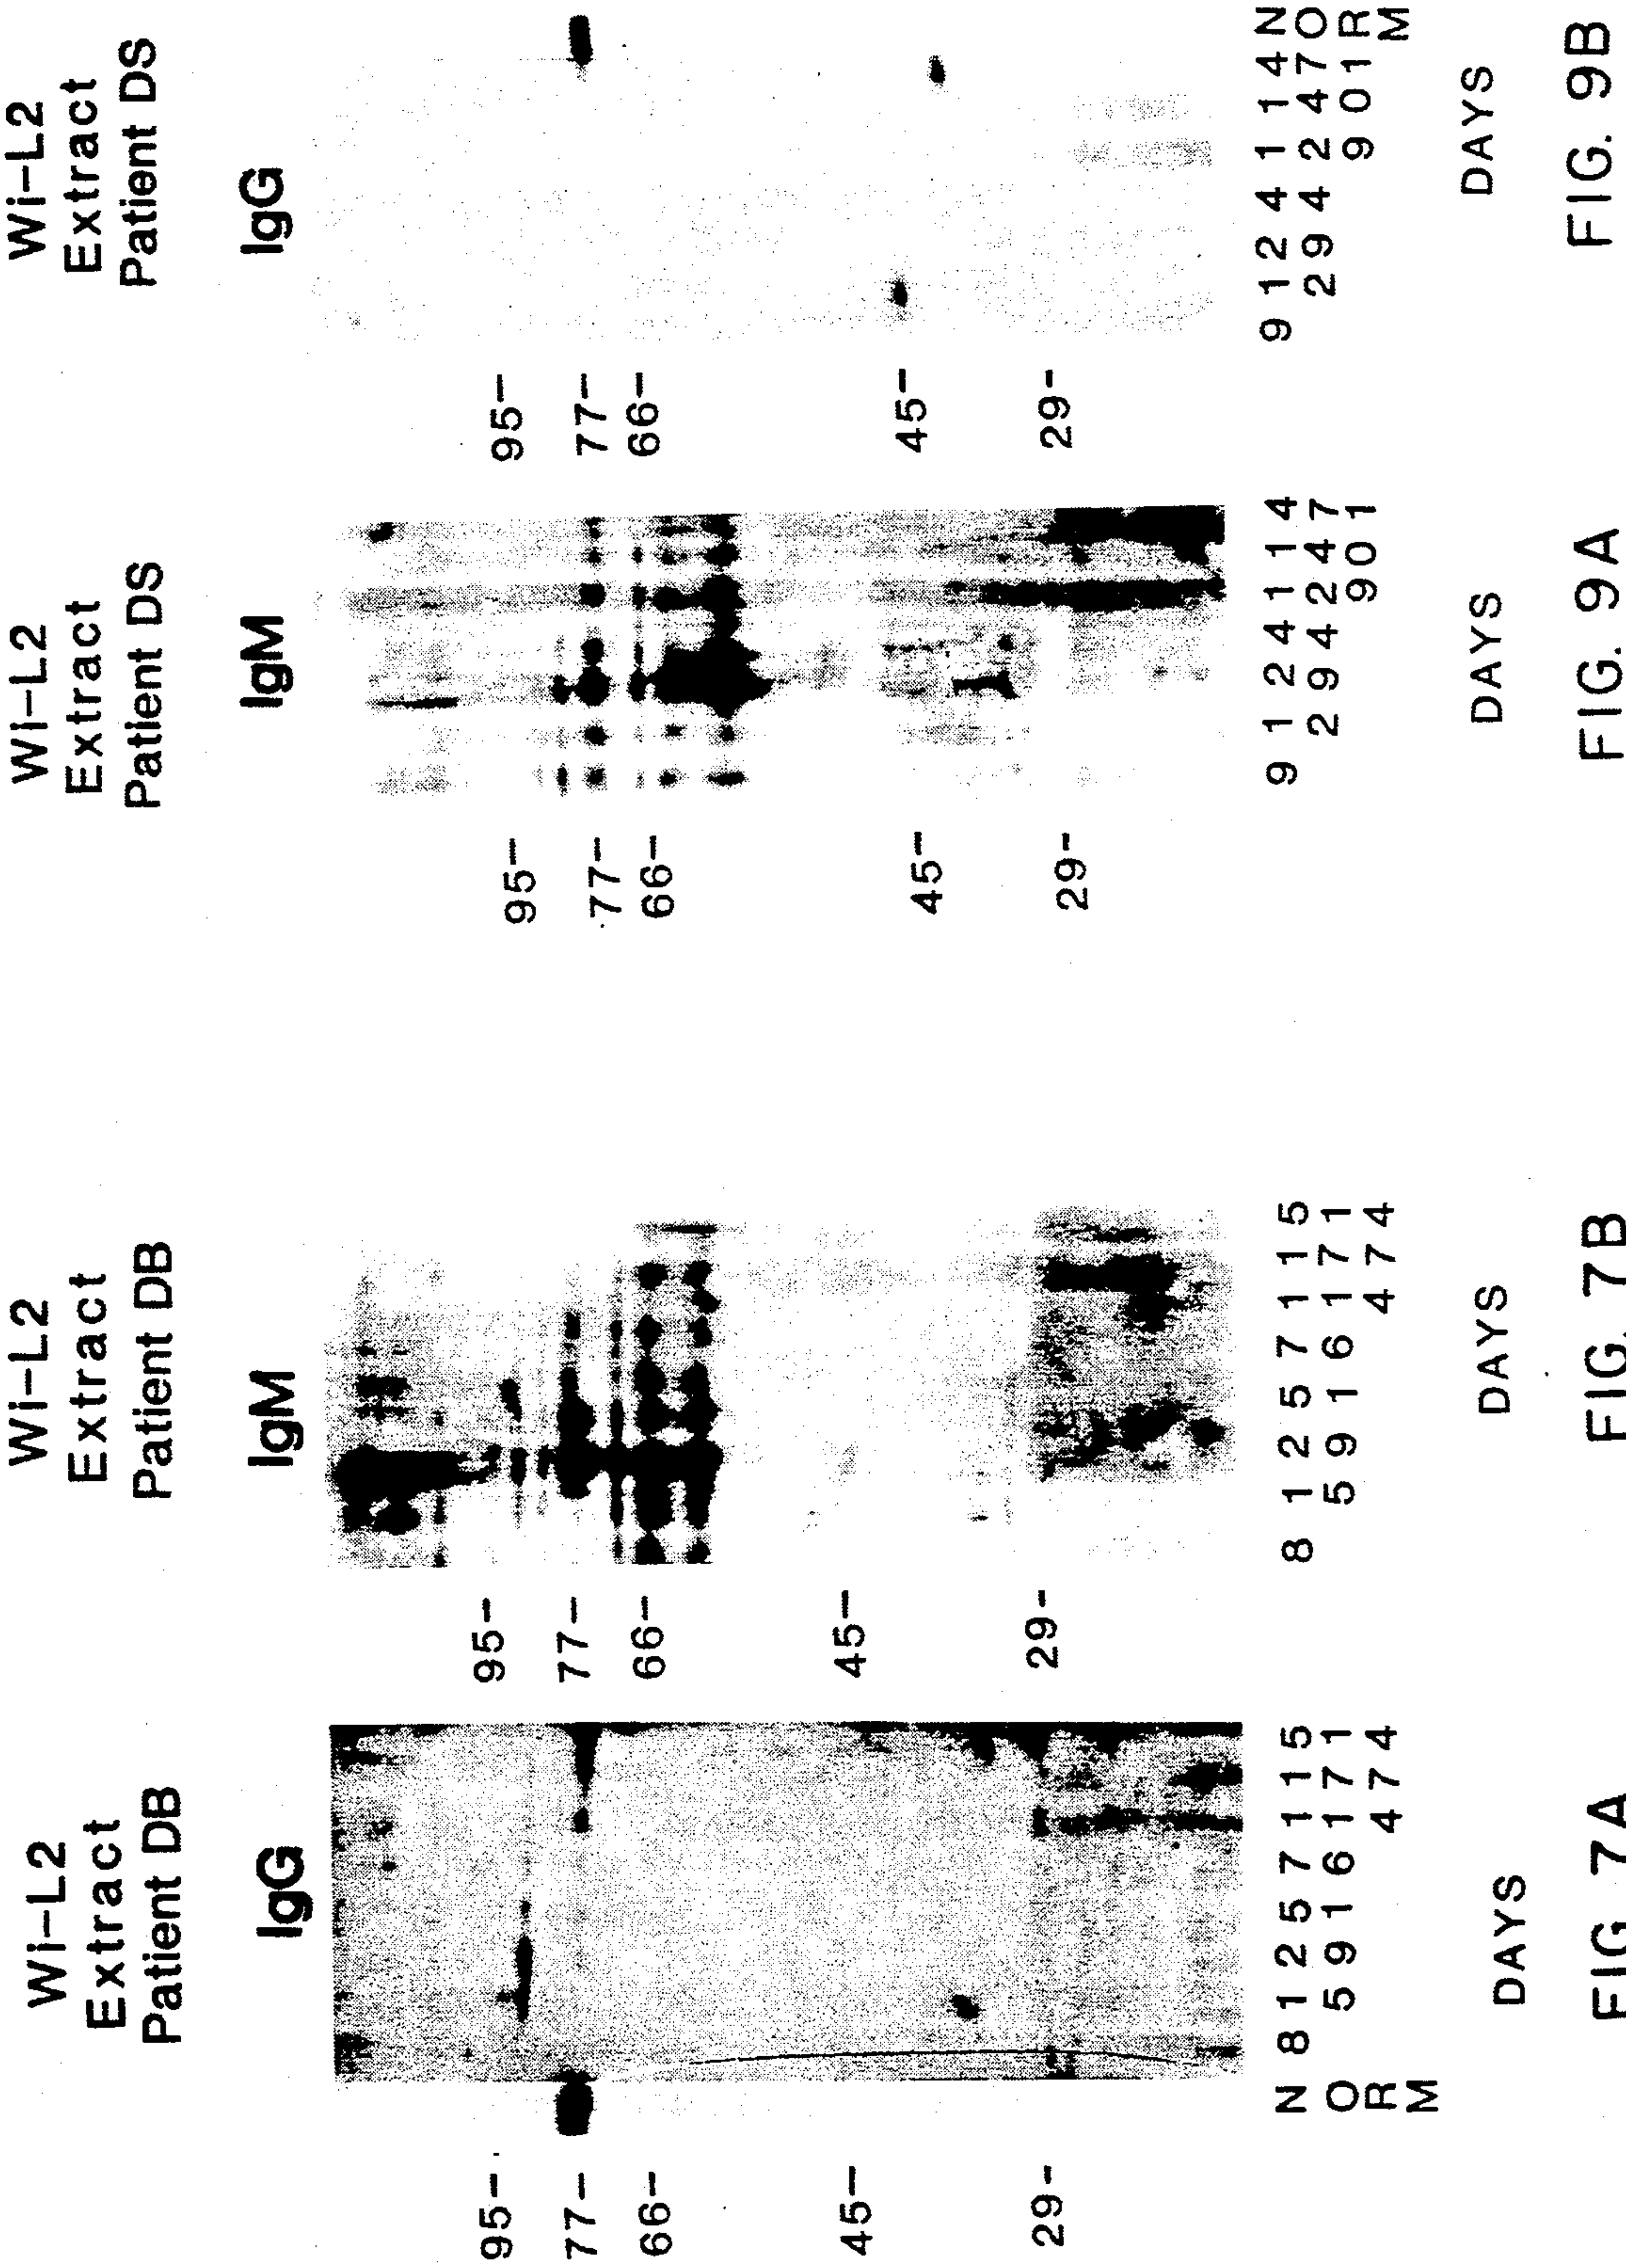 Wi-L2
Extract
Patient DB
IgG
95-
77-
66-
45-
29-
N 8 1 2 5 7 1 1 5
O 5 9 1 6 1 7 1
R 4 7 4
M
DAYS
FIG. 7A
Wi-L2
Extract
Patient DB
IgM
95-
77-
66-
45-
29-
8 1 2 5 7 1 1 5
5 9 1 6 1 7 1
4 7 4
DAYS
FIG. 7B
Wi-L2
Extract
Patient DS
IgM
95-
77-
66-
45-
29-
9 1 2 4 1 1 4
2 9 4 2 4 7
9 0 1
DAYS
FIG. 9A
Wi-L2
Extract
Patient DS
IgG
95-
77-
66-
45-
29-
9 1 2 4 1 1 4 N
2 9 4 2 4 7 O
9 0 1 R
M
DAYS
FIG. 9B